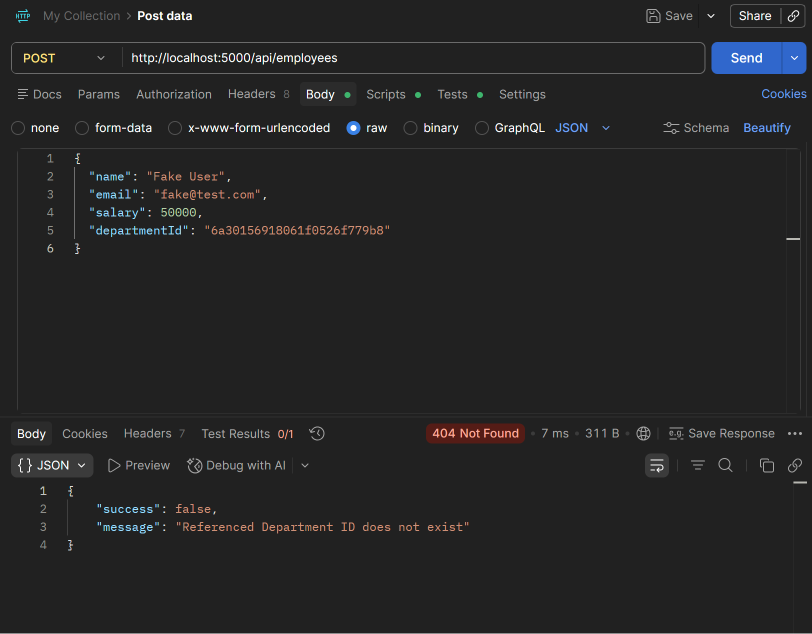 HTTP My Collection > Post data Save Share
POST http://localhost:5000/api/employees Send
Docs Params Authorization Headers 8 Body Scripts Tests Settings Cookies
none form-data x-www-form-urlencoded raw binary GraphQL JSON Schema Beautify
1 {
2 "name": "Fake User",
3 "email": "fake@test.com",
4 "salary": 50000,
5 "departmentId": "6a30156918061f0526f779b8"
6 }
Body Cookies Headers 7 Test Results 0/1 404 Not Found • 7 ms • 311 B • e.g. Save Response
{} JSON Preview Debug with AI
1 {
2 "success": false,
3 "message": "Referenced Department ID does not exist"
4 }